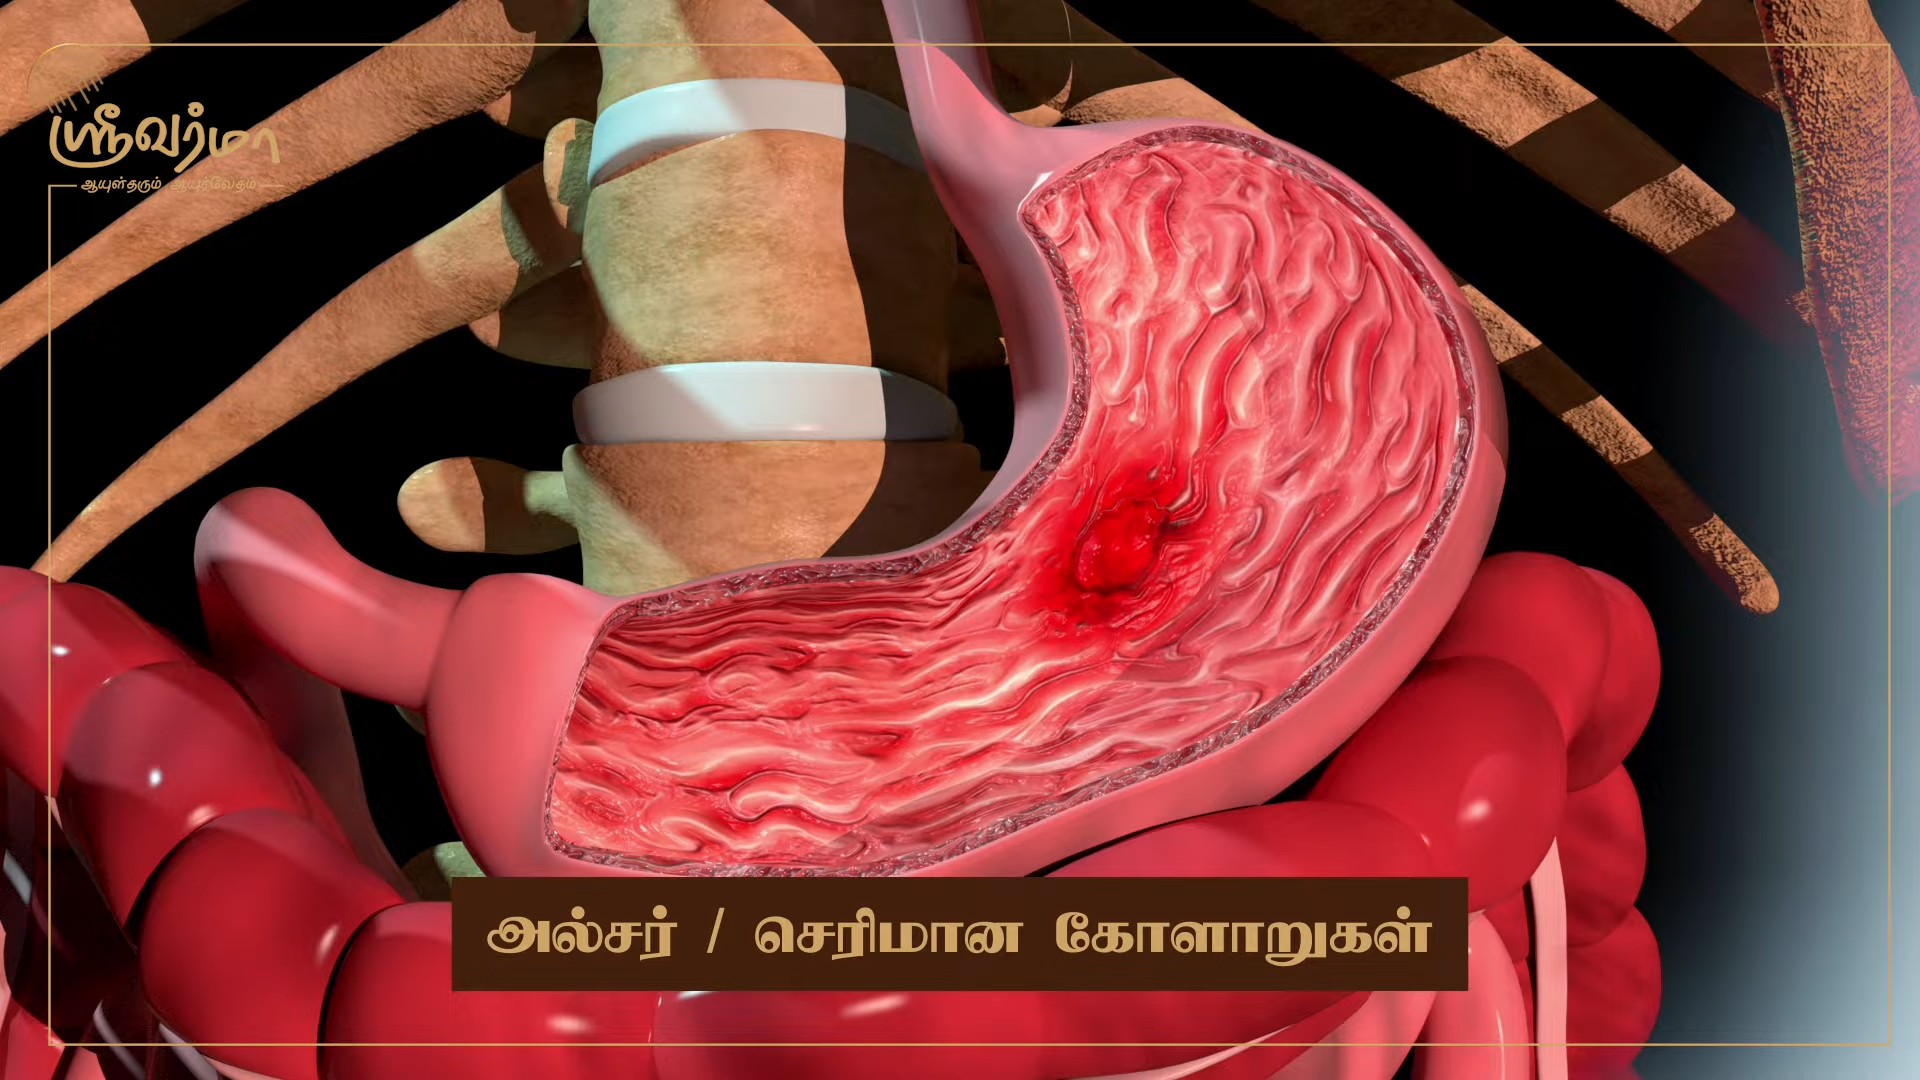 ஸ்ரீவர்மா
ஆயுள்தரும் ஆயுர்வேதம்
அல்சர் / செரிமான கோளாறுகள்